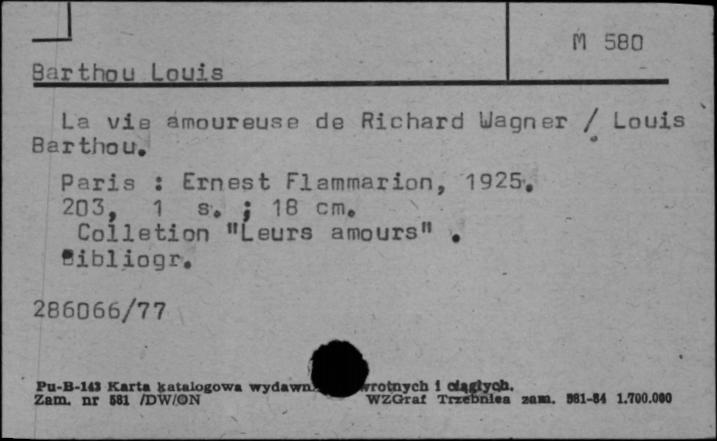 M 580
Barthou Louis
La vie amoureuse de Richard Wagner / Louis
Barthou.
Paris : Ernest Flammarion, 1925.
203, 1 s. ; 18 cm.
Colletion "Leurs amours" .
Bibliogr.
286066/77
Pu-B-143 Karta katalogowa wydawn wrotnych i ciągłych.
Zam. nr 581 /DW/ON WZGraf Trzebnica zam. 981-84 1.700.000